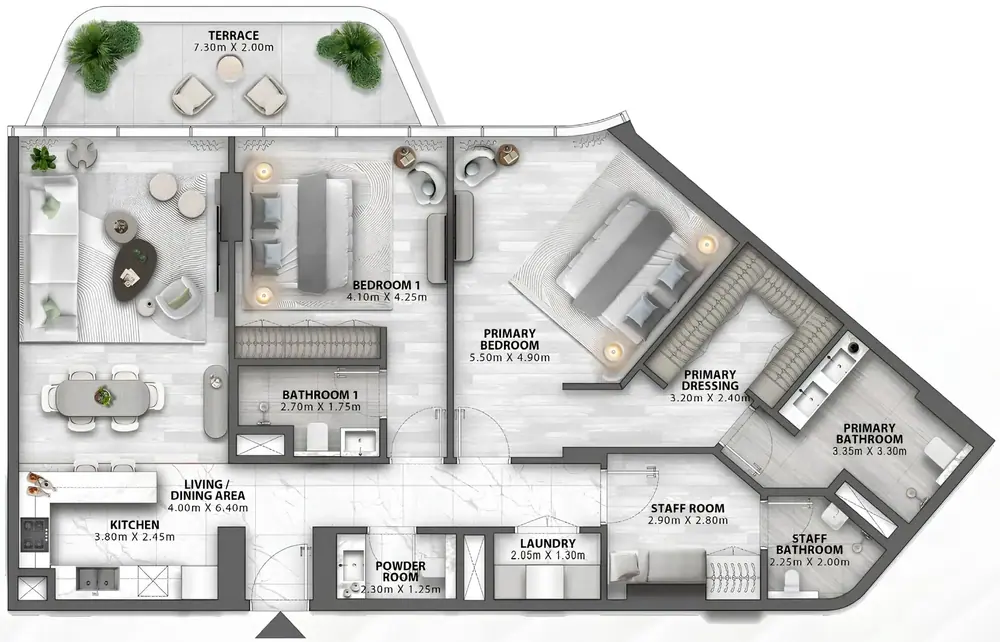 TERRACE
7.30m X 2.00m
BEDROOM 1
4.10m X 4.25m
PRIMARY
BEDROOM
5.50m X 4.90m
PRIMARY
DRESSING
3.20m X 2.40m
BATHROOM 1
2.70m X 1.75m
PRIMARY
BATHROOM
3.35m X 3.30m
LIVING /
DINING AREA
4.00m X 6.40m
KITCHEN
3.80m X 2.45m
STAFF ROOM
2.90m X 2.80m
LAUNDRY
2.05m X 1.30m
STAFF
BATHROOM
2.25m X 2.00m
POWDER
ROOM
2.30m X 1.25m